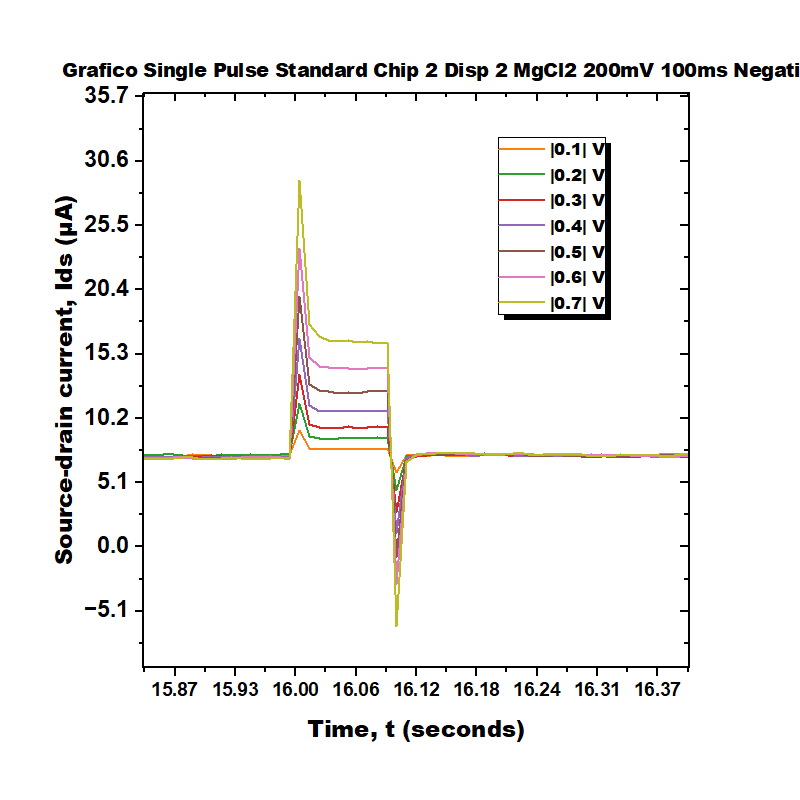 Grafico Single Pulse Standard Chip 2 Disp 2 MgCl2 200mV 100ms Negati
35.7
30.6
25.5
20.4
15.3
10.2
5.1
0.0
−5.1
Source-drain current, Ids (µA)
|0.1| V
|0.2| V
|0.3| V
|0.4| V
|0.5| V
|0.6| V
|0.7| V
15.87 15.93 16.00 16.06 16.12 16.18 16.24 16.31 16.37
Time, t (seconds)